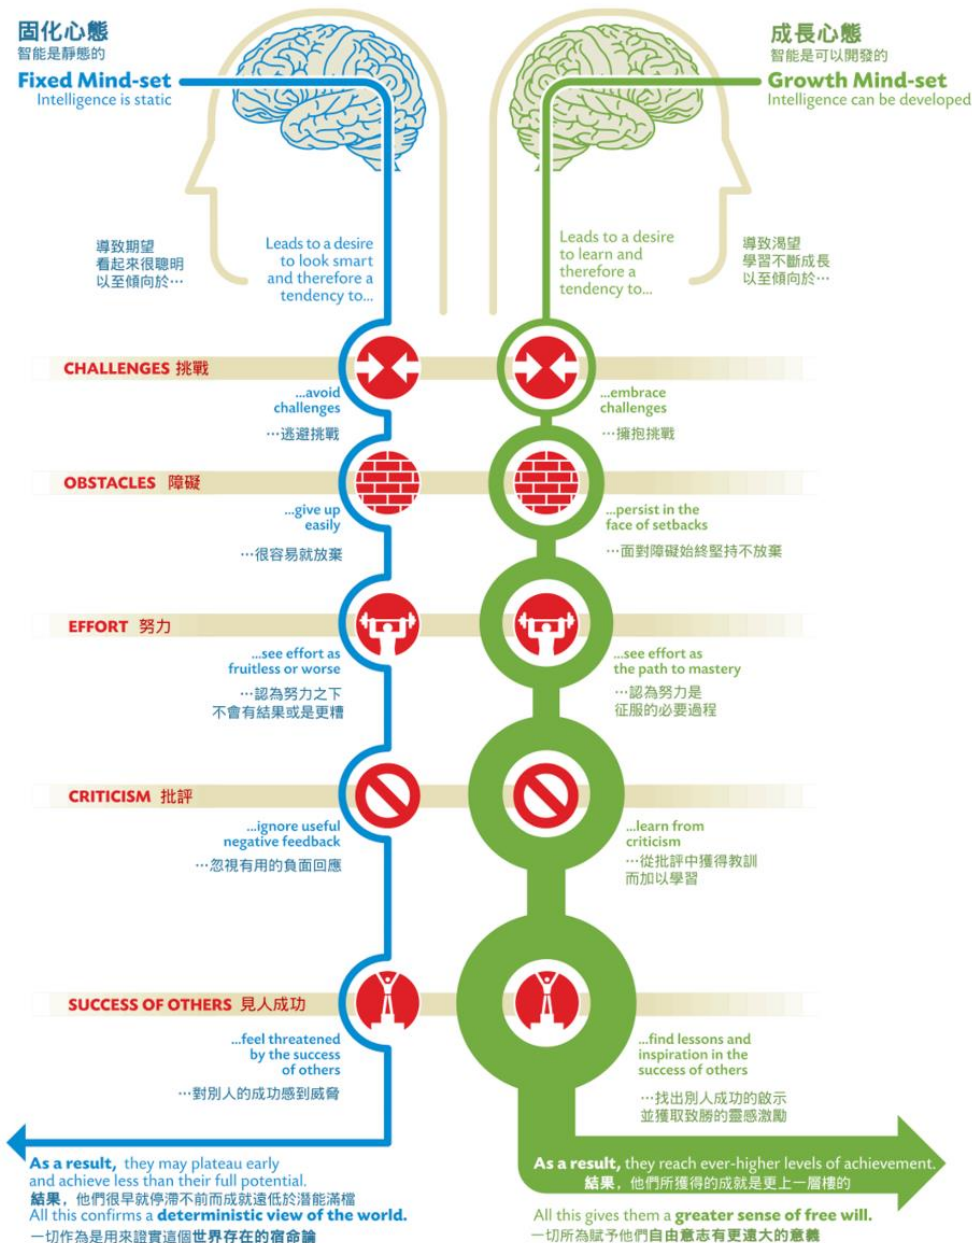 固化心態
智能是靜態的
Fixed Mind-set
Intelligence is static
成長心態
智能是可以開發的
Growth Mind-set
Intelligence can be developed
導致期望
看起來很聰明
以至傾向於…
Leads to a desire
to look smart
and therefore a
tendency to...
Leads to a desire
to learn and
therefore a
tendency to...
導致渴望
學習不斷成長
以至傾向於…
CHALLENGES 挑戰
...avoid
challenges
…逃避挑戰
...embrace
challenges
…擁抱挑戰
OBSTACLES 障礙
...give up
easily
…很容易就放棄
...persist in the
face of setbacks
…面對障礙始終堅持不放棄
EFFORT 努力
...see effort as
fruitless or worse
…認為努力之下
不會有結果或是更糟
...see effort as
the path to mastery
…認為努力是
征服的必要過程
CRITICISM 批評
...ignore useful
negative feedback
…忽視有用的負面回應
...learn from
criticism
…從批評中獲得教訓
而加以學習
SUCCESS OF OTHERS 見人成功
...feel threatened
by the success
of others
…對別人的成功感到威脅
...find lessons and
inspiration in the
success of others
…找出別人成功的啟示
並獲取致勝的靈感激勵
As a result, they may plateau early
and achieve less than their full potential.
結果，他們很早就停滯不前而成就遠低於潛能滿檔
All this confirms a deterministic view of the world.
一切作為是用來證實這個世界存在的宿命論
As a result, they reach ever-higher levels of achievement.
結果，他們所獲得的成就是更上一層樓的
All this gives them a greater sense of free will.
一切所為賦予他們自由意志有更遠大的意義